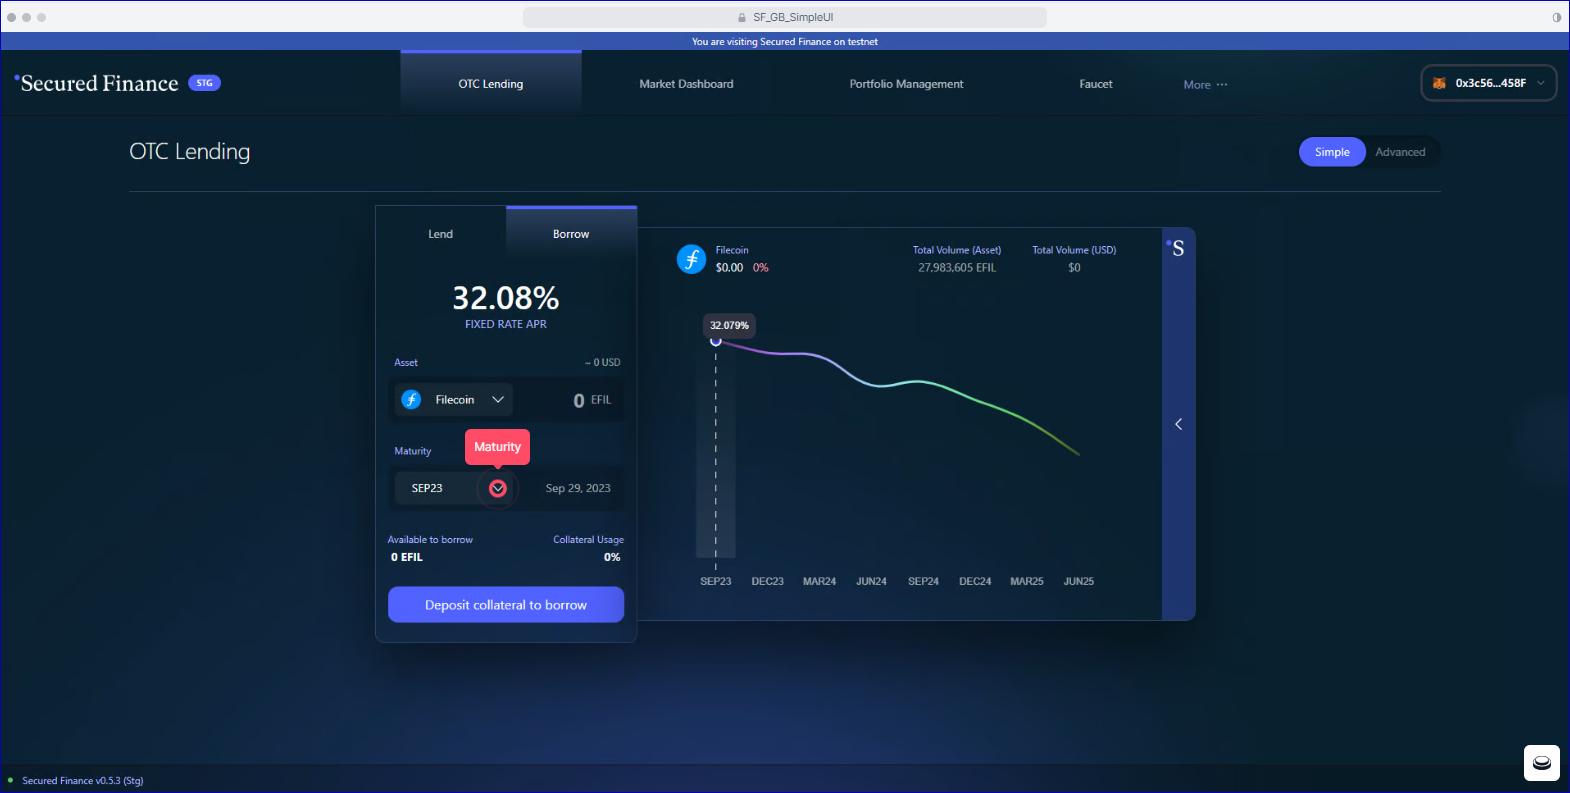 SF_GB_SimpleUI
You are visiting Secured Finance on testnet
Secured Finance STG
OTC Lending
Market Dashboard
Portfolio Management
Faucet
More ···
0x3c56...458F
OTC Lending
Simple
Advanced
Lend
Borrow
32.08%
FIXED RATE APR
Asset
~ 0 USD
Filecoin
0 EFIL
Maturity
Maturity
SEP23
Sep 29, 2023
Available to borrow
Collateral Usage
0 EFIL
0%
Deposit collateral to borrow
Filecoin
$0.00 0%
Total Volume (Asset)
27,983,605 EFIL
Total Volume (USD)
$0
S
32.079%
SEP23 DEC23 MAR24 JUN24 SEP24 DEC24 MAR25 JUN25
Secured Finance v0.5.3 (Stg)